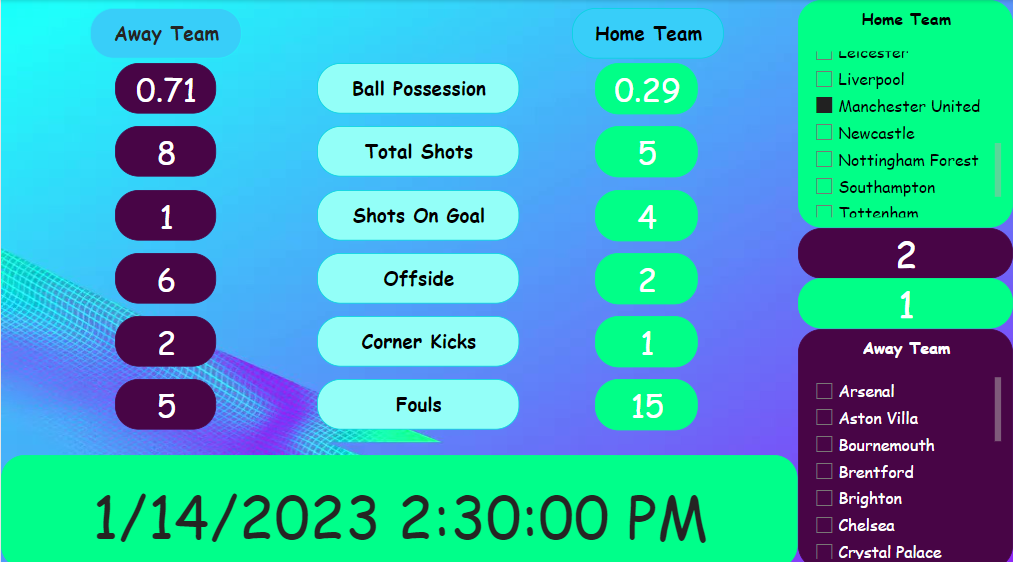 Away Team
Home Team
0.71 Ball Possession 0.29
8 Total Shots 5
1 Shots On Goal 4
6 Offside 2
2 Corner Kicks 1
5 Fouls 15
1/14/2023 2:30:00 PM
Home Team
Leicester
Liverpool
Manchester United
Newcastle
Nottingham Forest
Southampton
Tottenham
2
1
Away Team
Arsenal
Aston Villa
Bournemouth
Brentford
Brighton
Chelsea
Crystal Palace